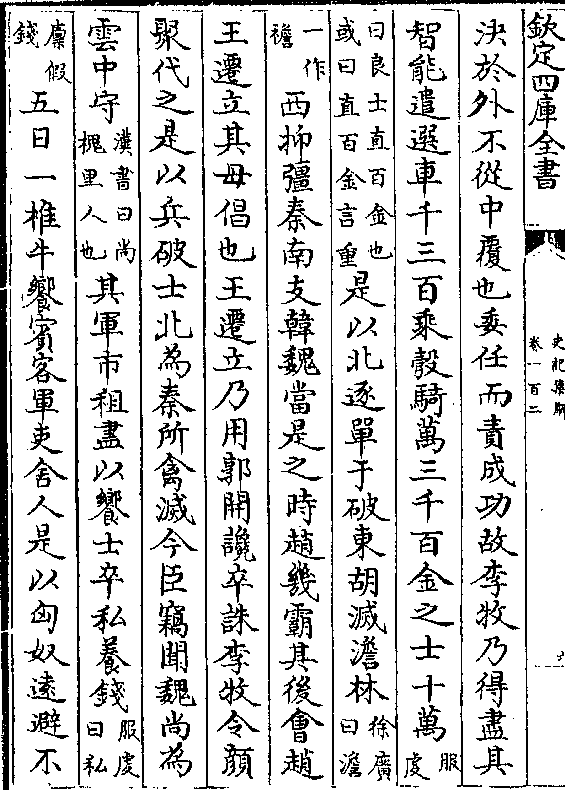 欽定四庫全書
史記集解
卷一百二
決於外不從中覆也委任而責成功故李牧乃得盡其
智能遣選車千三百乘彀騎萬三千百金之士十萬服虔
曰良士直百金也或曰直百金言重是以北逐單于破東胡滅澹林徐廣曰澹
一作襜西抑彊秦南支韓魏當是之時趙幾霸其後會趙
王遷立其母倡也王遷立乃用郭開讒卒誅李牧令顏
聚代之是以兵破士北為秦所禽滅今臣竊聞魏尚為
雲中守漢書曰尚槐里人也其軍市租盡以饗士卒私養錢服虔曰私
廪假錢五日一椎牛饗賓客軍吏舍人是以匈奴遠避不